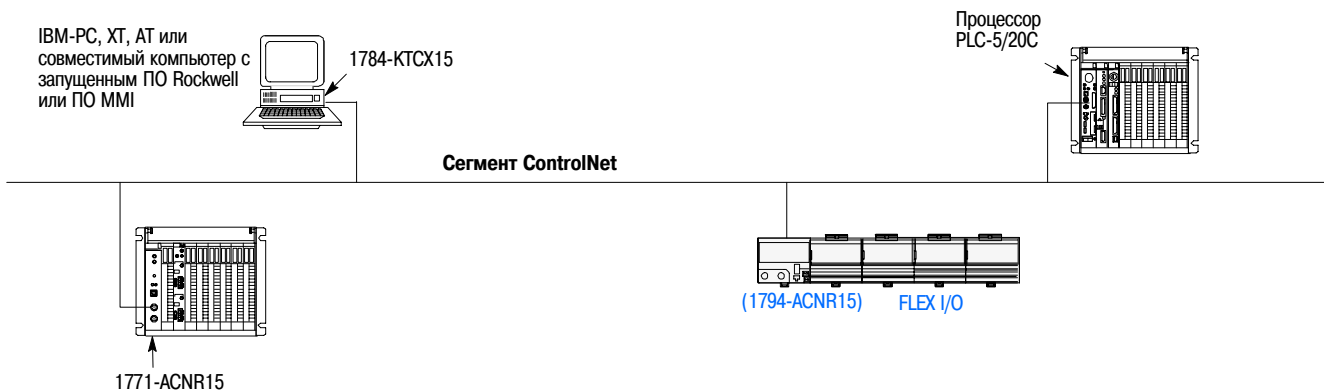 IBM-PC, XT, AT или
совместимый компьютер с
запущенным ПО Rockwell
или ПО MMI
1784-KTCX15
Процессор
PLC-5/20C
Сегмент ControlNet
(1794-ACNR15)
FLEX I/O
1771-ACNR15